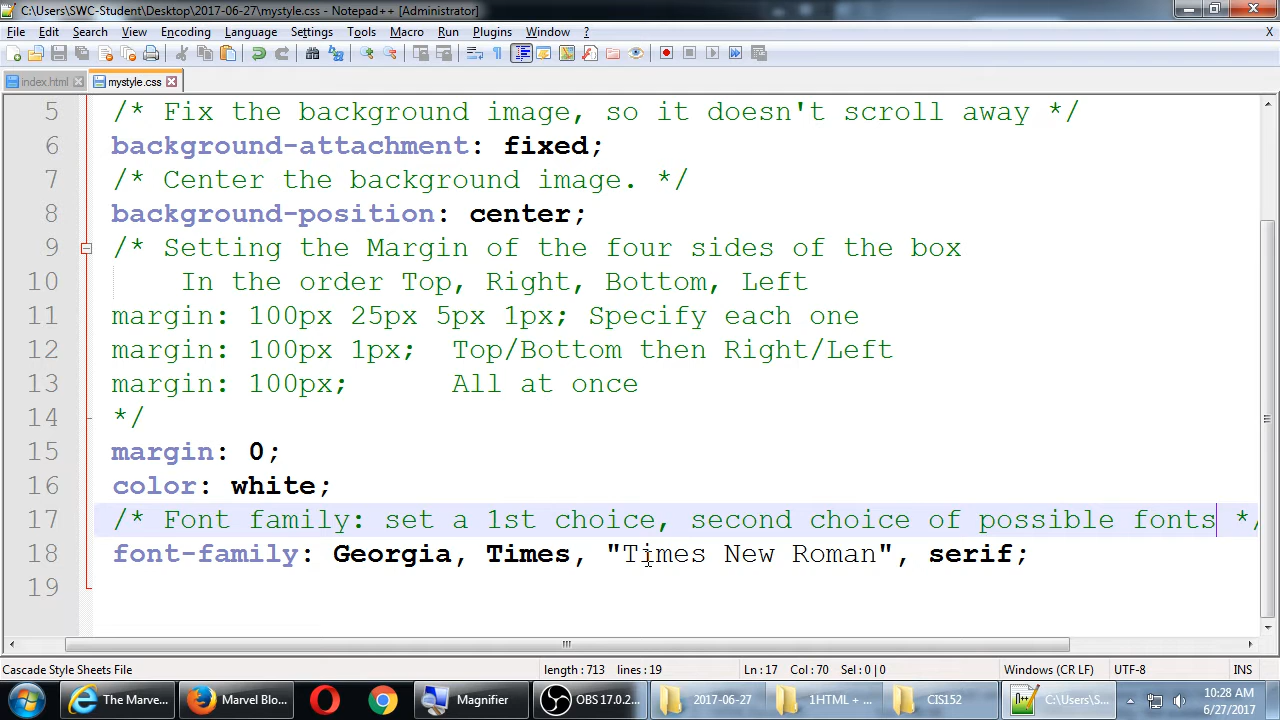 C:\Users\SWC-Student\Desktop\2017-06-27\mystyle.css - Notepad++ [Administrator]
File Edit Search View Encoding Language Settings Tools Macro Run Plugins Window ? X
index.html mystyle.css
5 /* Fix the background image, so it doesn't scroll away */
6 background-attachment: fixed;
7 /* Center the background image. */
8 background-position: center;
9 /* Setting the Margin of the four sides of the box
10 In the order Top, Right, Bottom, Left
11 margin: 100px 25px 5px 1px; Specify each one
12 margin: 100px 1px; Top/Bottom then Right/Left
13 margin: 100px; All at once
14 */
15 margin: 0;
16 color: white;
17 /* Font family: set a 1st choice, second choice of possible fonts */
18 font-family: Georgia, Times, "Times New Roman", serif;
19
Cascade Style Sheets File length : 713 lines : 19 Ln : 17 Col : 70 Sel : 0 | 0 Windows (CR LF) UTF-8 INS
The Marve... Marvel Blo... Magnifier OBS 17.0.2... 2017-06-27 1HTML + ... CIS152 C:\Users\S... 10:28 AM
6/27/2017